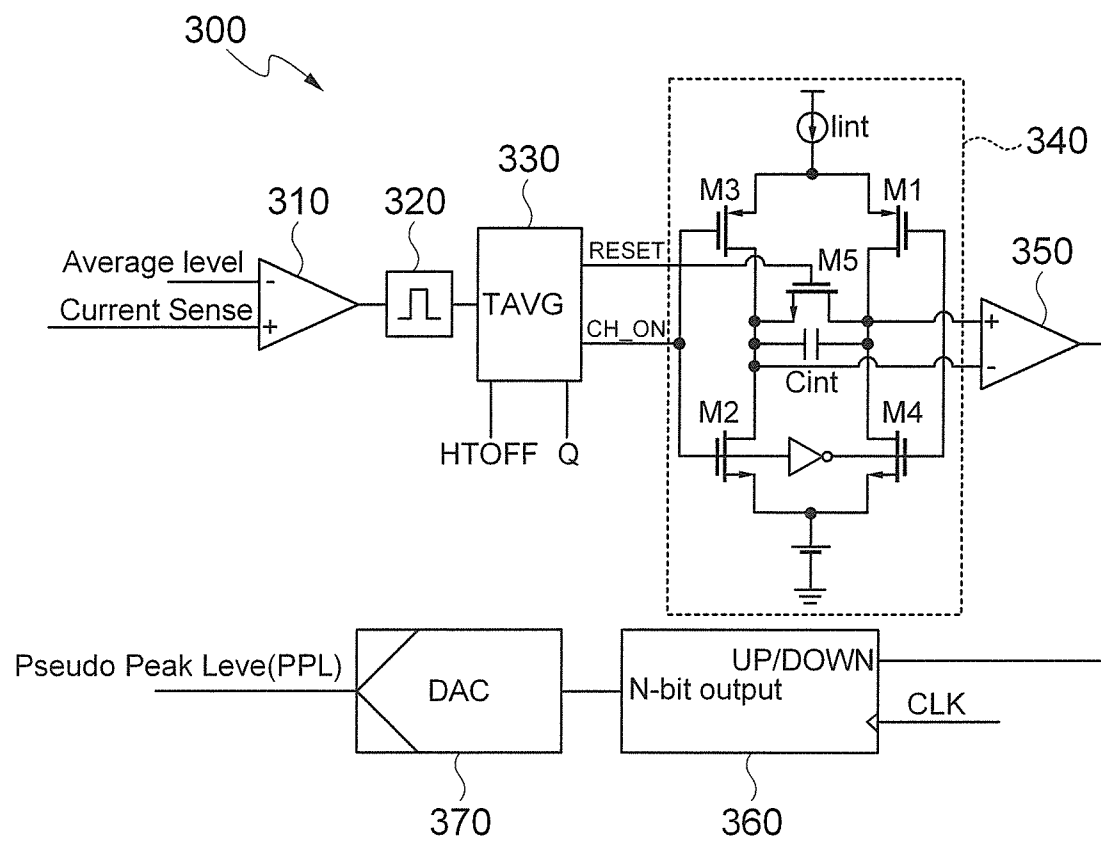 300
340
Iint
330
M3
M1
310
320
RESET
350
Average level
M5
-
TAVG
Current Sense
+
+
CH_ON
-
Cint
M2
M4
HTOFF
Q
Pseudo Peak Leve(PPL)
DAC
UP/DOWN
N-bit output
CLK
370
360